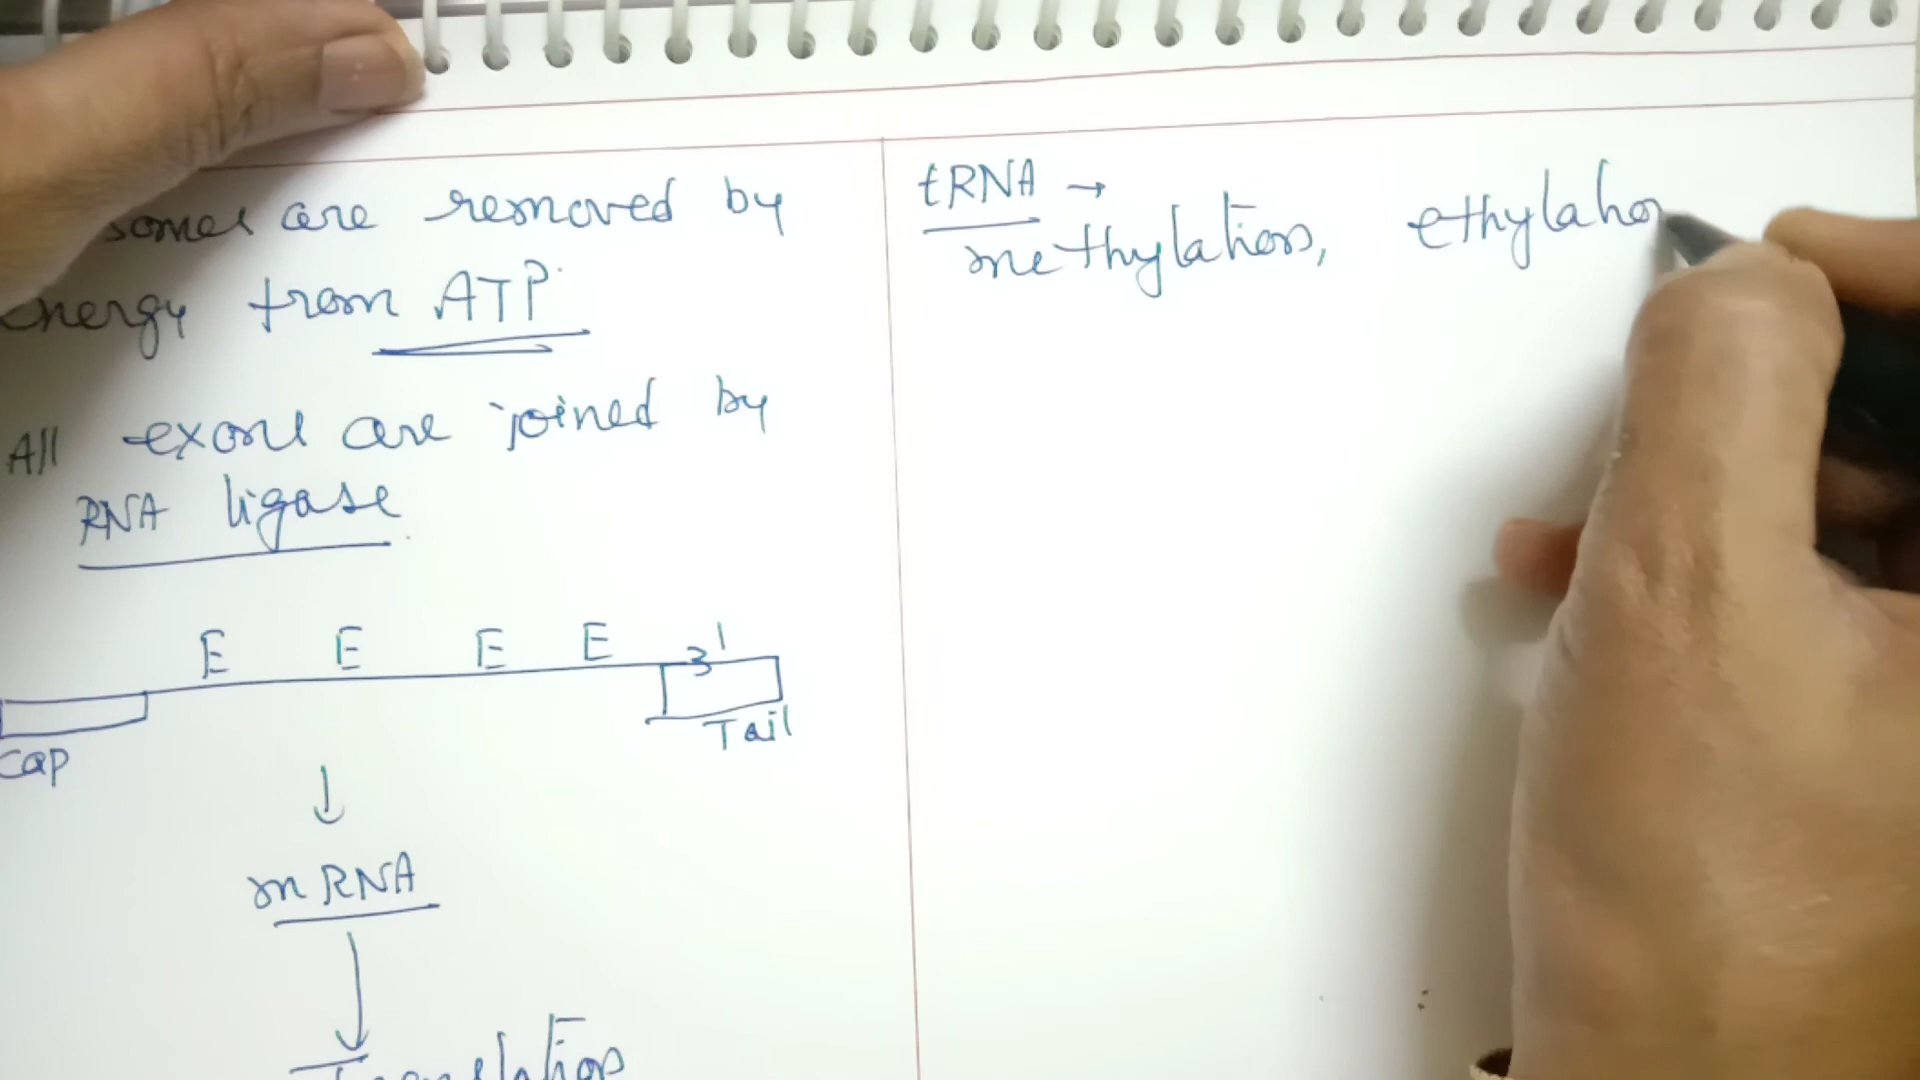 somes are removed by
energy from ATP.
All exons are joined by
RNA ligase.
E E E E 3'
Cap
Tail
mRNA
Translation
tRNA →
methylation, ethylation